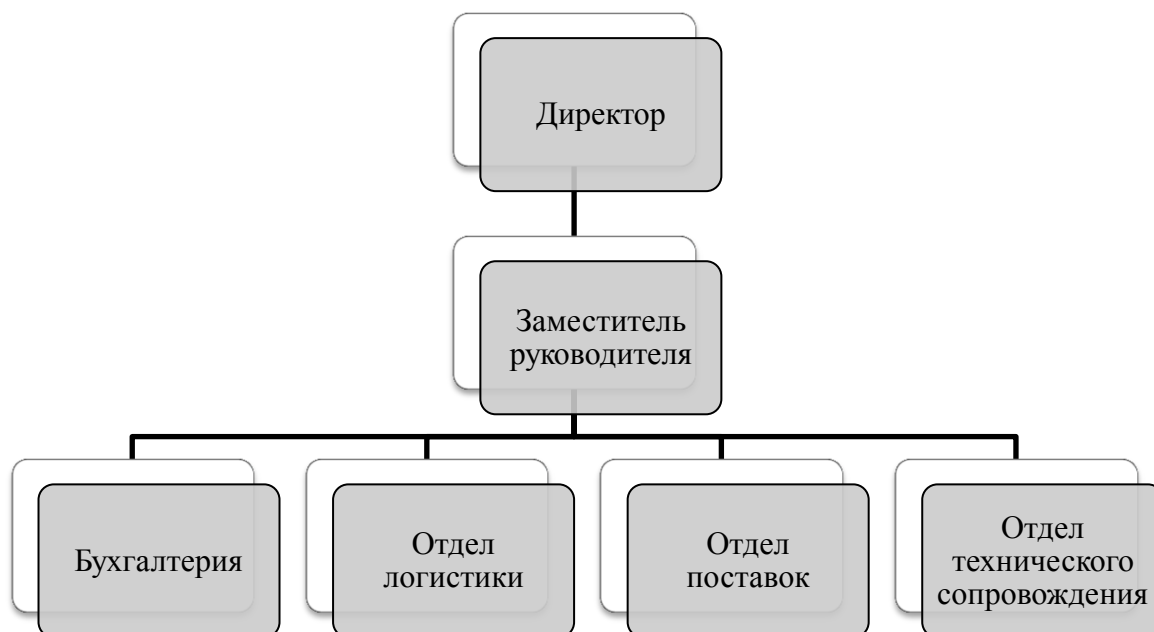 Директор
Заместитель
руководителя
Бухгалтерия
Отдел
логистики
Отдел
поставок
Отдел
технического
сопровождения